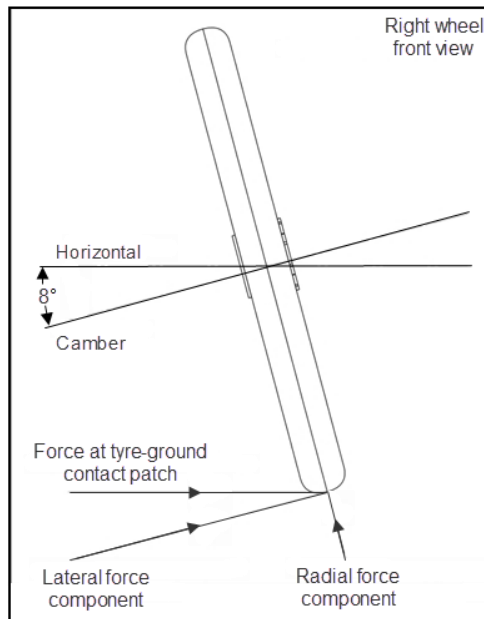 Right wheel
front view
Horizontal
8°
Camber
Force at tyre-ground
contact patch
Lateral force
component
Radial force
component